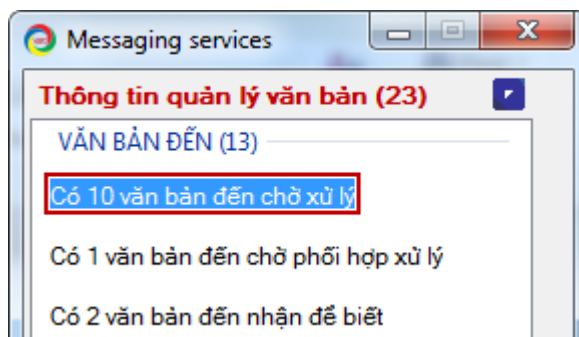 Messaging services
Thông tin quản lý văn bản (23)
VĂN BẢN ĐẾN (13)
Có 10 văn bản đến chờ xử lý
Có 1 văn bản đến chờ phối hợp xử lý
Có 2 văn bản đến nhận để biết